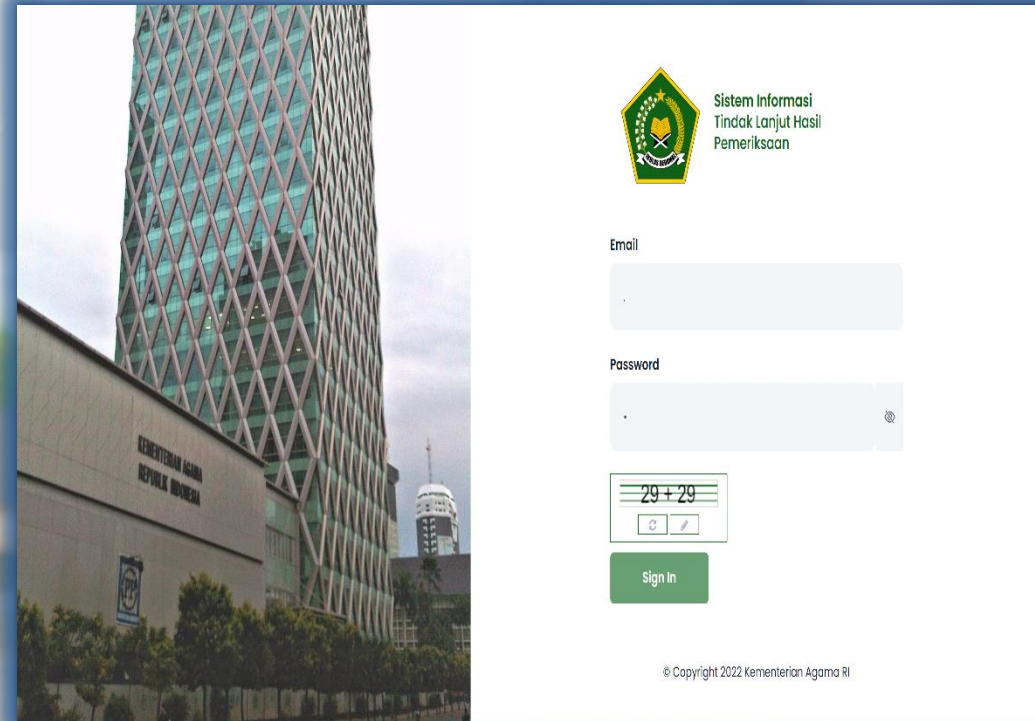 Sistem Informasi
Tindak Lanjut Hasil
Pemeriksaan
Email
Password
29 + 29
Sign In
© Copyright 2022 Kementerian Agama RI
KEMENTERIAN AGAMA
REPUBLIK INDONESIA
PP